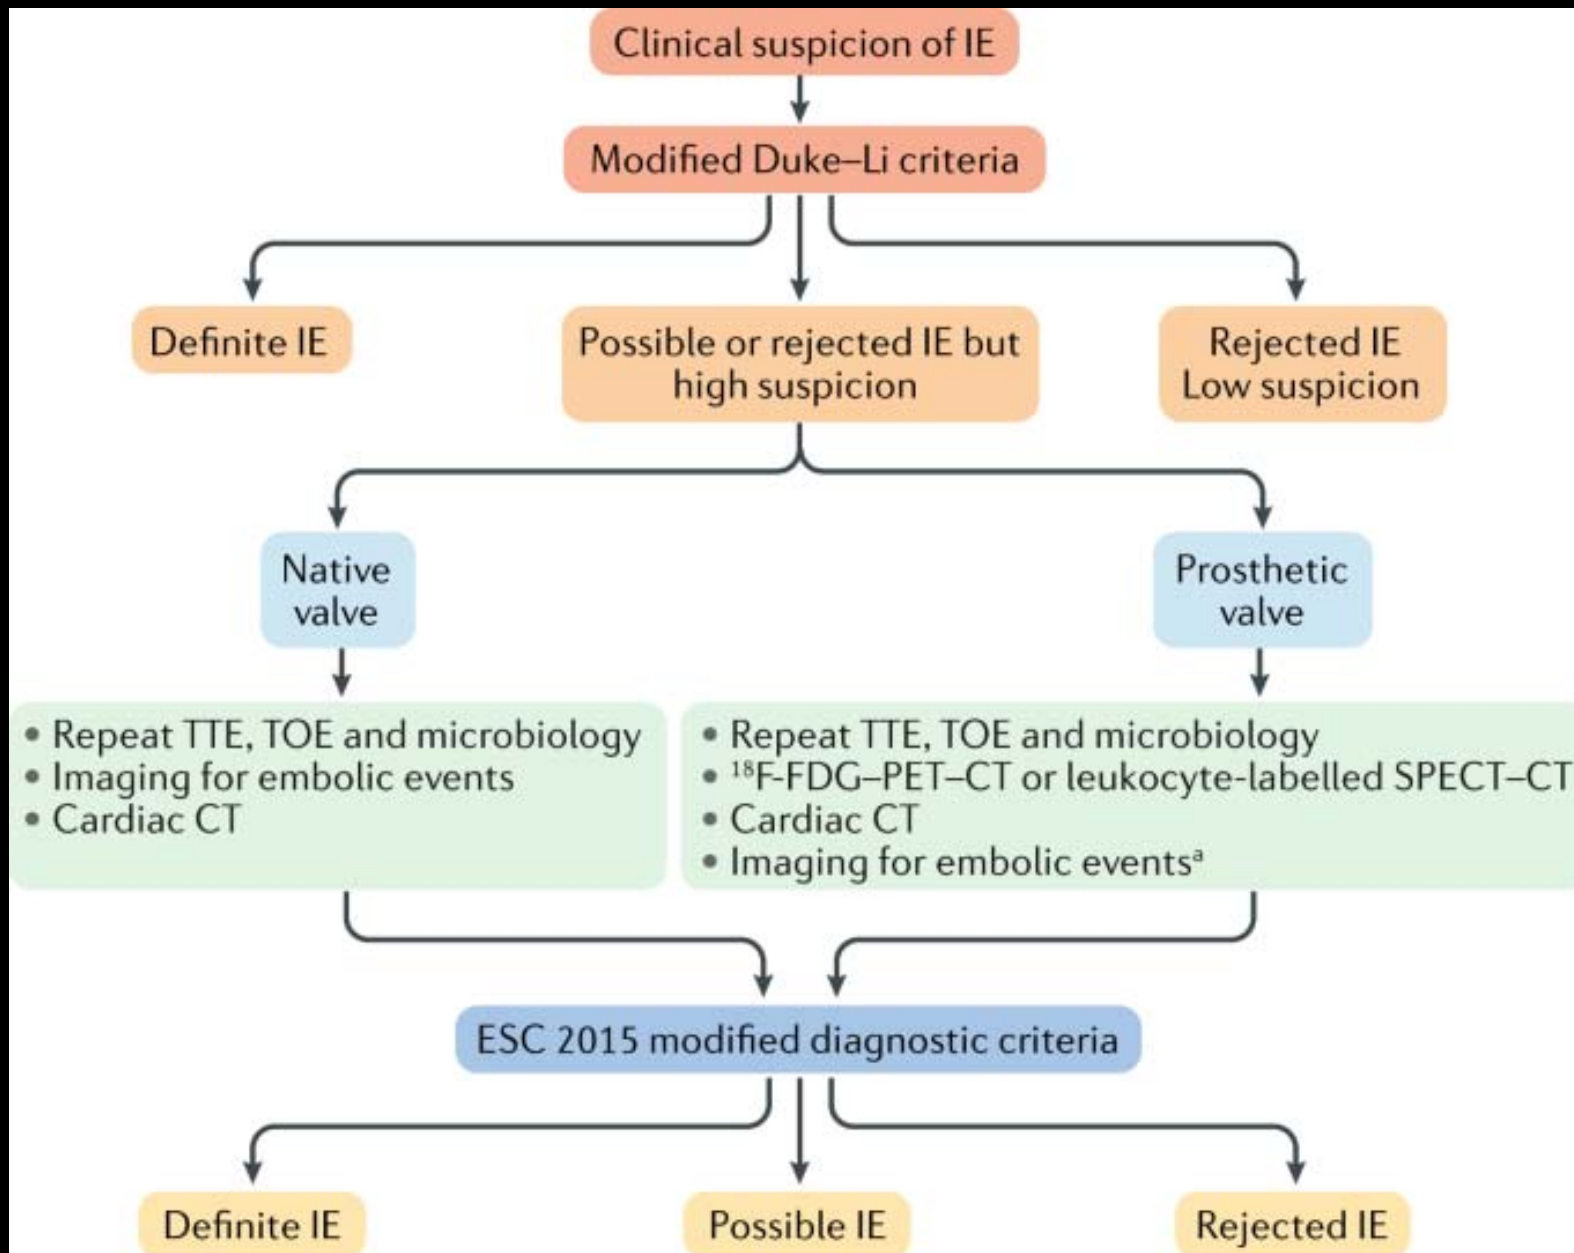 Clinical suspicion of IE
Modified Duke–Li criteria
Definite IE
Possible or rejected IE but
high suspicion
Rejected IE
Low suspicion
Native
valve
Prosthetic
valve
• Repeat TTE, TOE and microbiology
• Imaging for embolic events
• Cardiac CT
• Repeat TTE, TOE and microbiology
• ¹⁸F-FDG–PET–CT or leukocyte-labelled SPECT–CT
• Cardiac CT
• Imaging for embolic eventsᵃ
ESC 2015 modified diagnostic criteria
Definite IE
Possible IE
Rejected IE